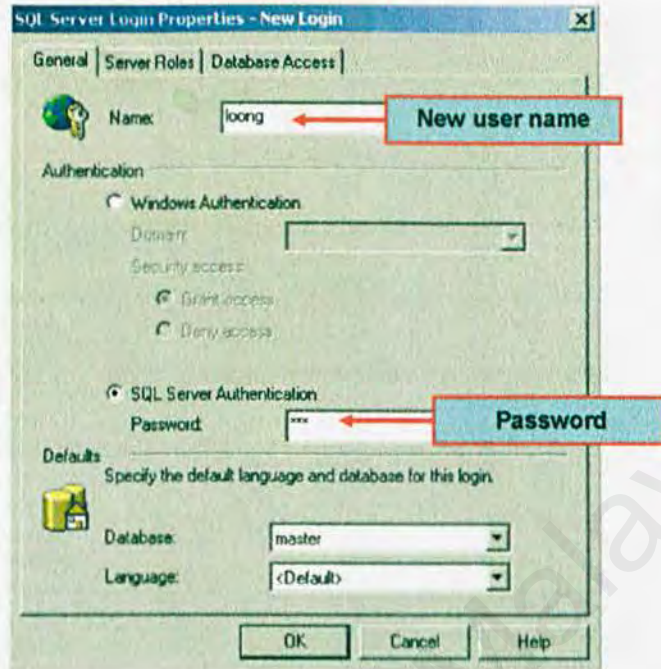 SQL Server Login Properties - New Login
General Server Roles Database Access
Name: loong New user name
Authentication
Windows Authentication
Domain:
Security access:
Grant access
Deny access
SQL Server Authentication
Password: *** Password
Defaults
Specify the default language and database for this login.
Database: master
Language: <Default>
OK Cancel Help